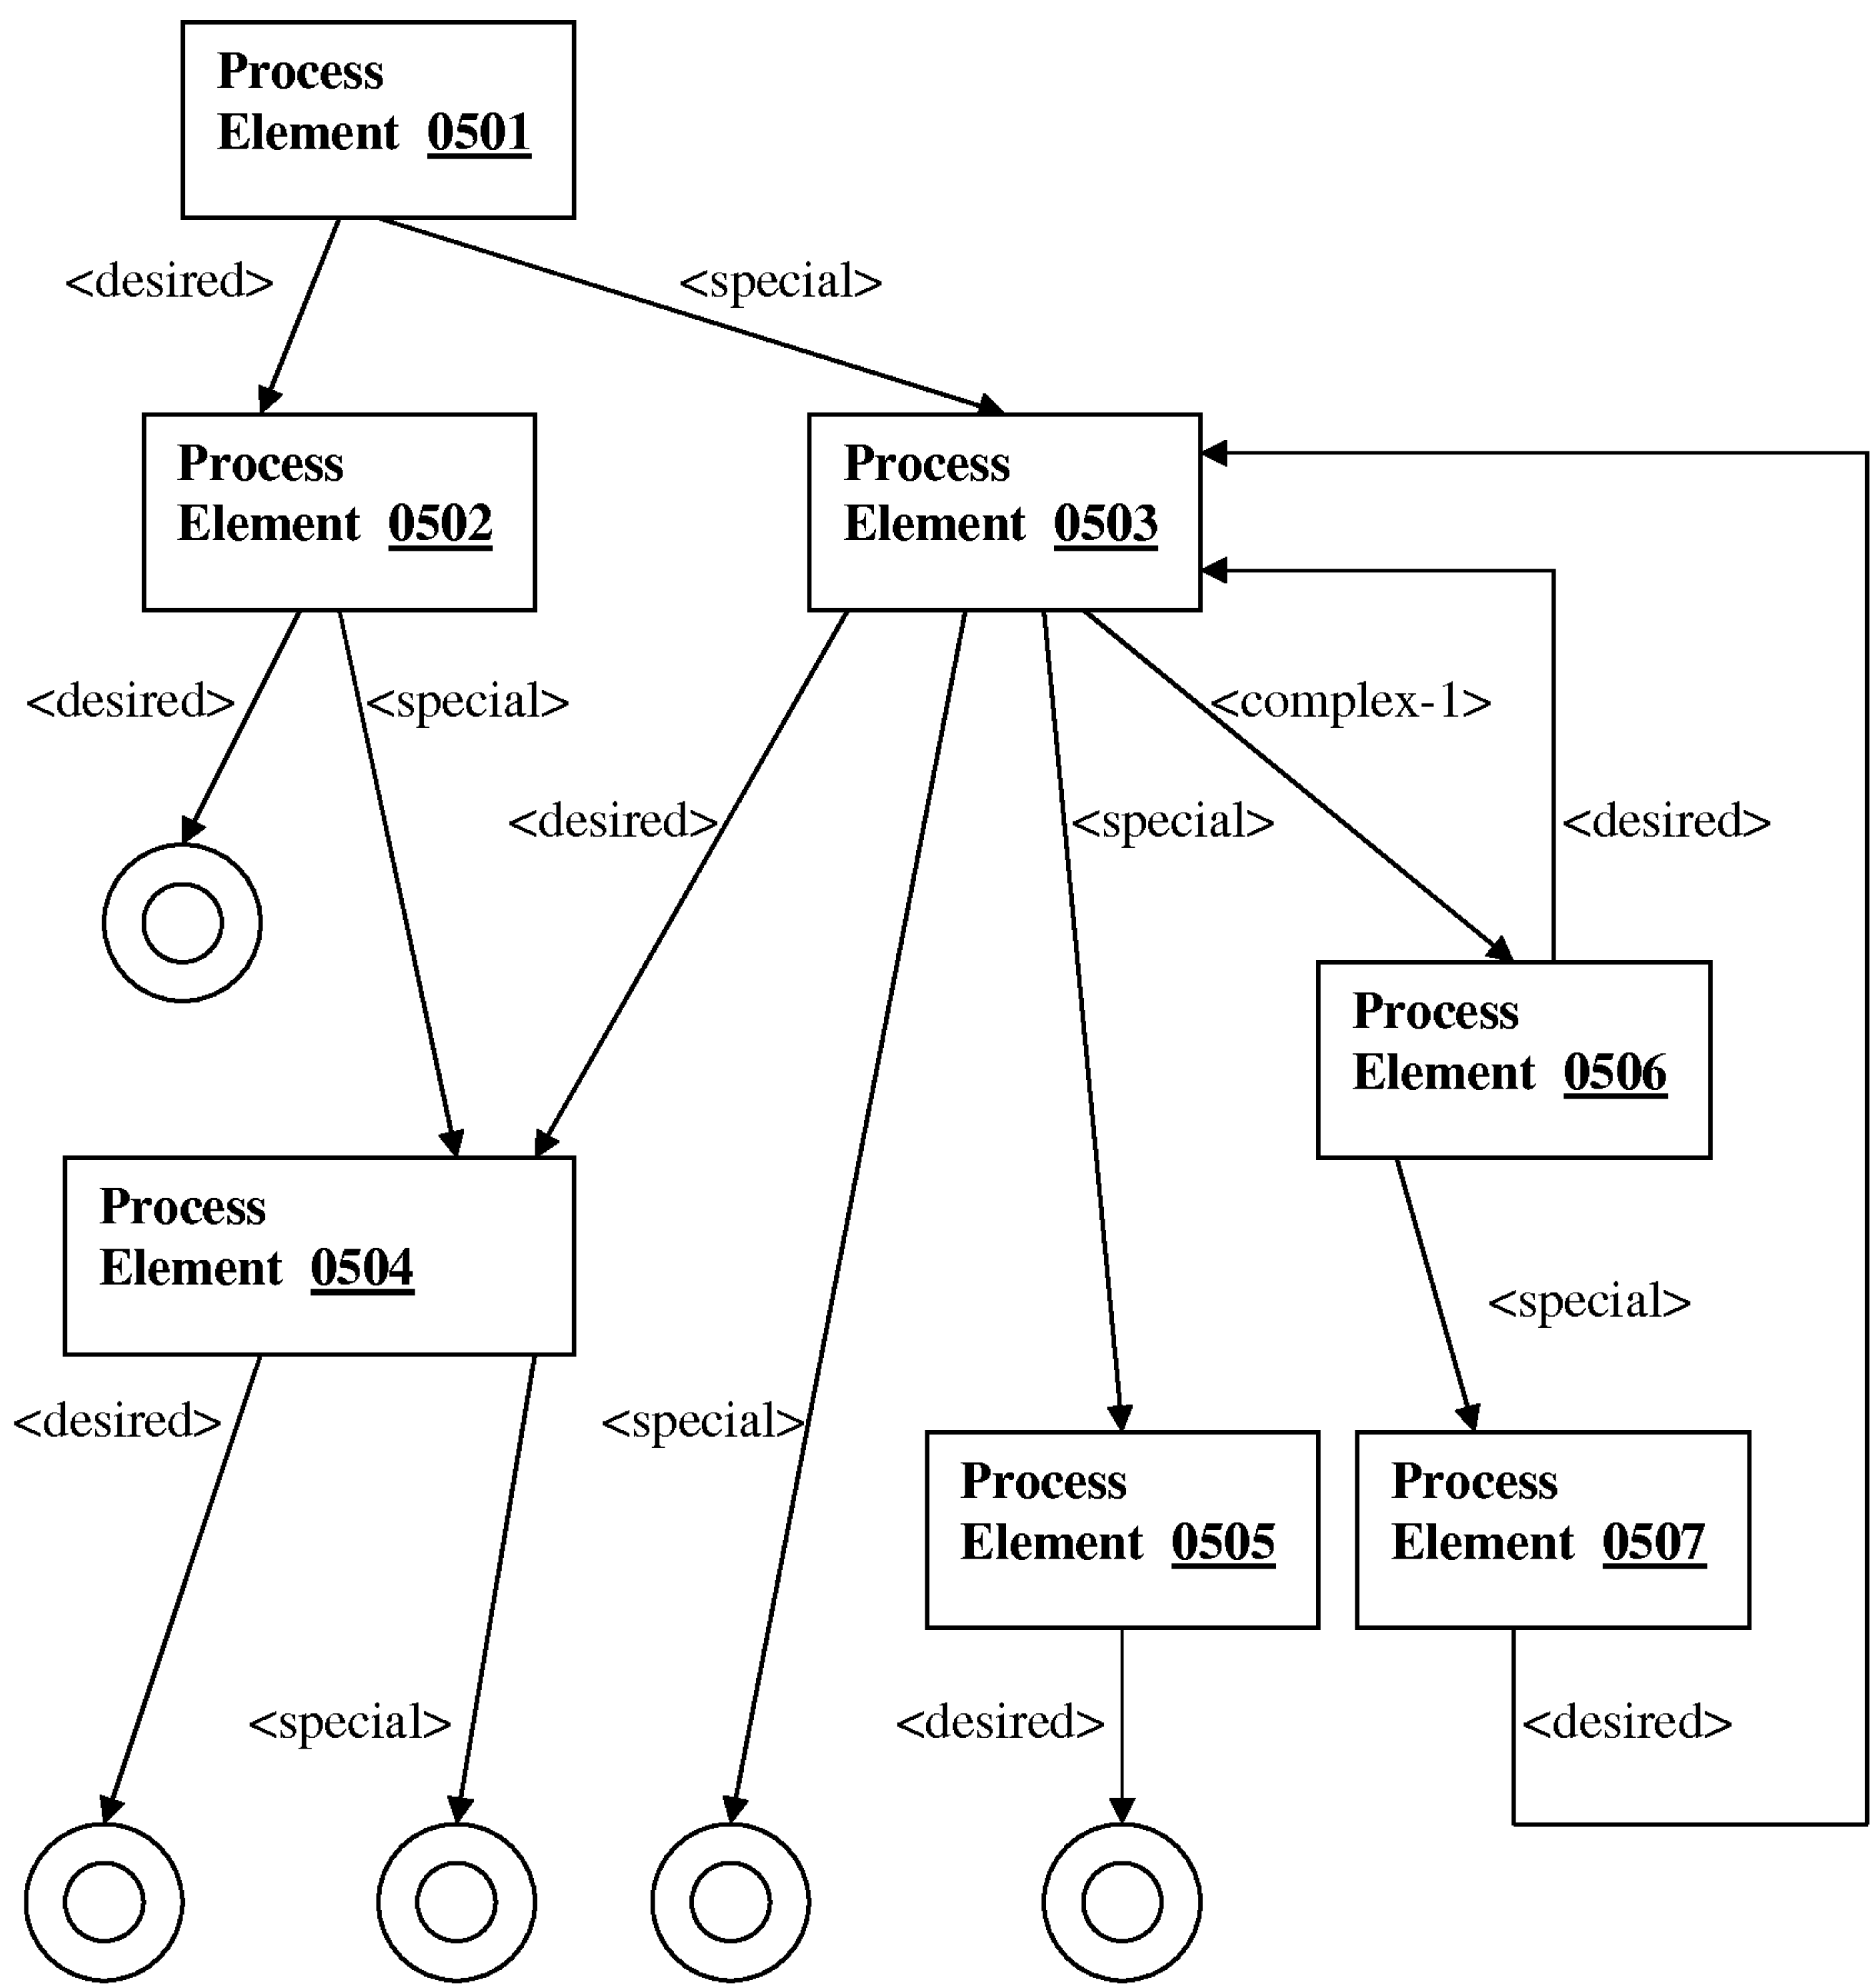 Process
Element 0501
<desired>
<special>
Process
Element 0502
Process
Element 0503
<desired>
<special>
<complex-1>
<desired>
<special>
<desired>
Process
Element 0506
Process
Element 0504
<special>
<desired>
<special>
Process
Element 0505
Process
Element 0507
<special>
<desired>
<desired>